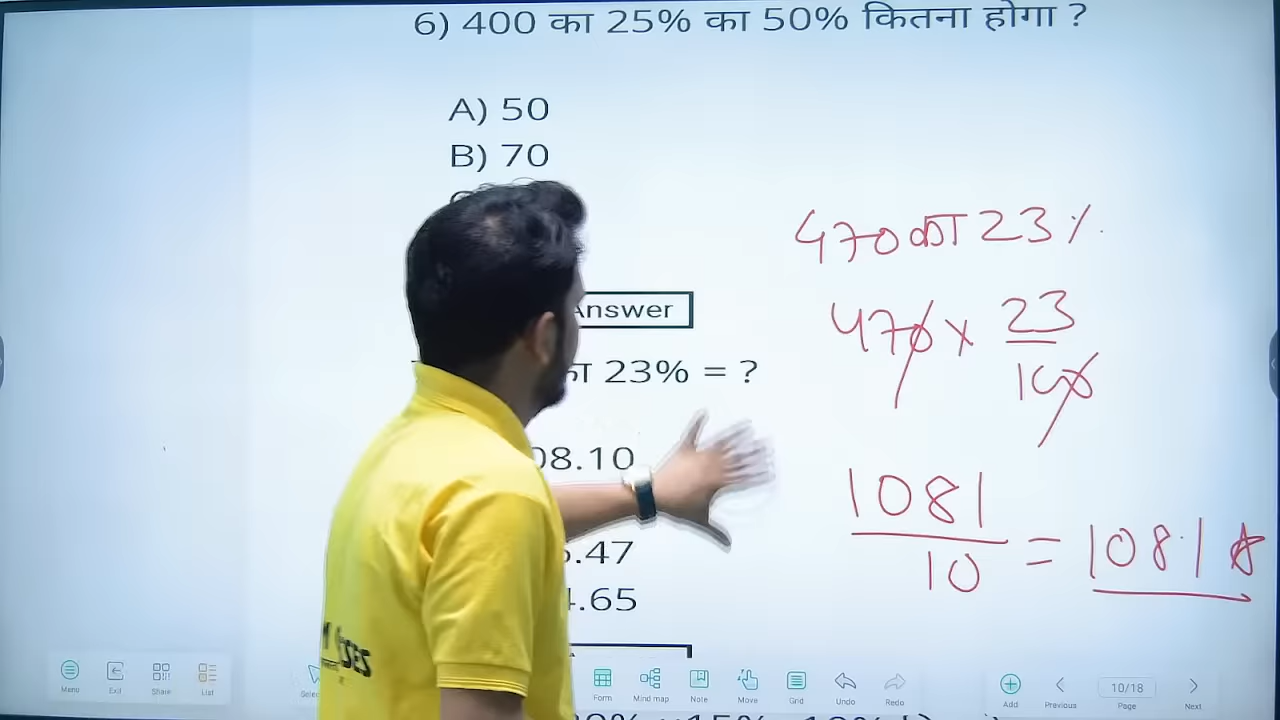 6) 400 का 25% का 50% कितना होगा ?
A) 50
B) 70
Answer
का 23% = ?
08.10
.47
.65
470 का 23%
470 x 23
100
1081
10 = 108.1
SES
Menu Exit Share List Form Mind map Note Move Grid Undo Redo Add Previous 10/18 Page Next